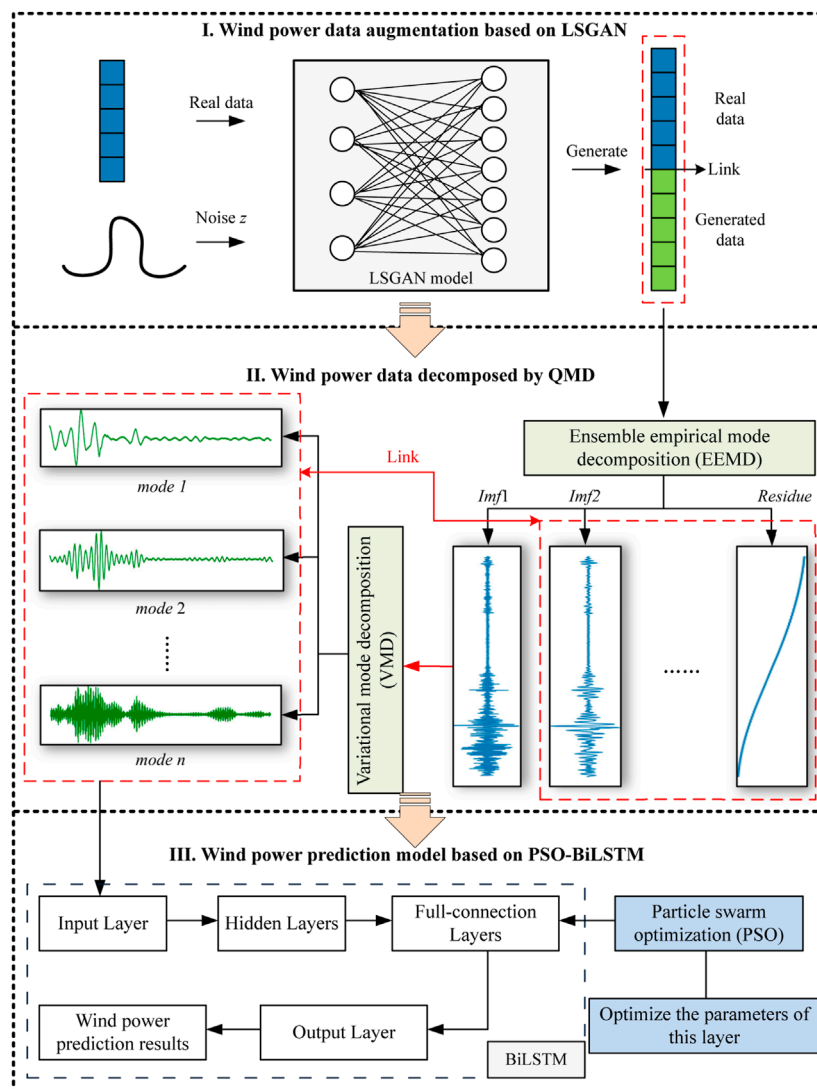 I. Wind power data augmentation based on LSGAN
Real data
Noise z
LSGAN model
Generate
Real
data
Link
Generated
data
II. Wind power data decomposed by QMD
Ensemble empirical mode
decomposition (EEMD)
Link
Imf1
Imf2
Residue
mode 1
mode 2
......
mode n
Variational mode decomposition
(VMD)
......
III. Wind power prediction model based on PSO-BiLSTM
Input Layer
Hidden Layers
Full-connection
Layers
Particle swarm
optimization (PSO)
Wind power
prediction results
Output Layer
Optimize the parameters of
this layer
BiLSTM